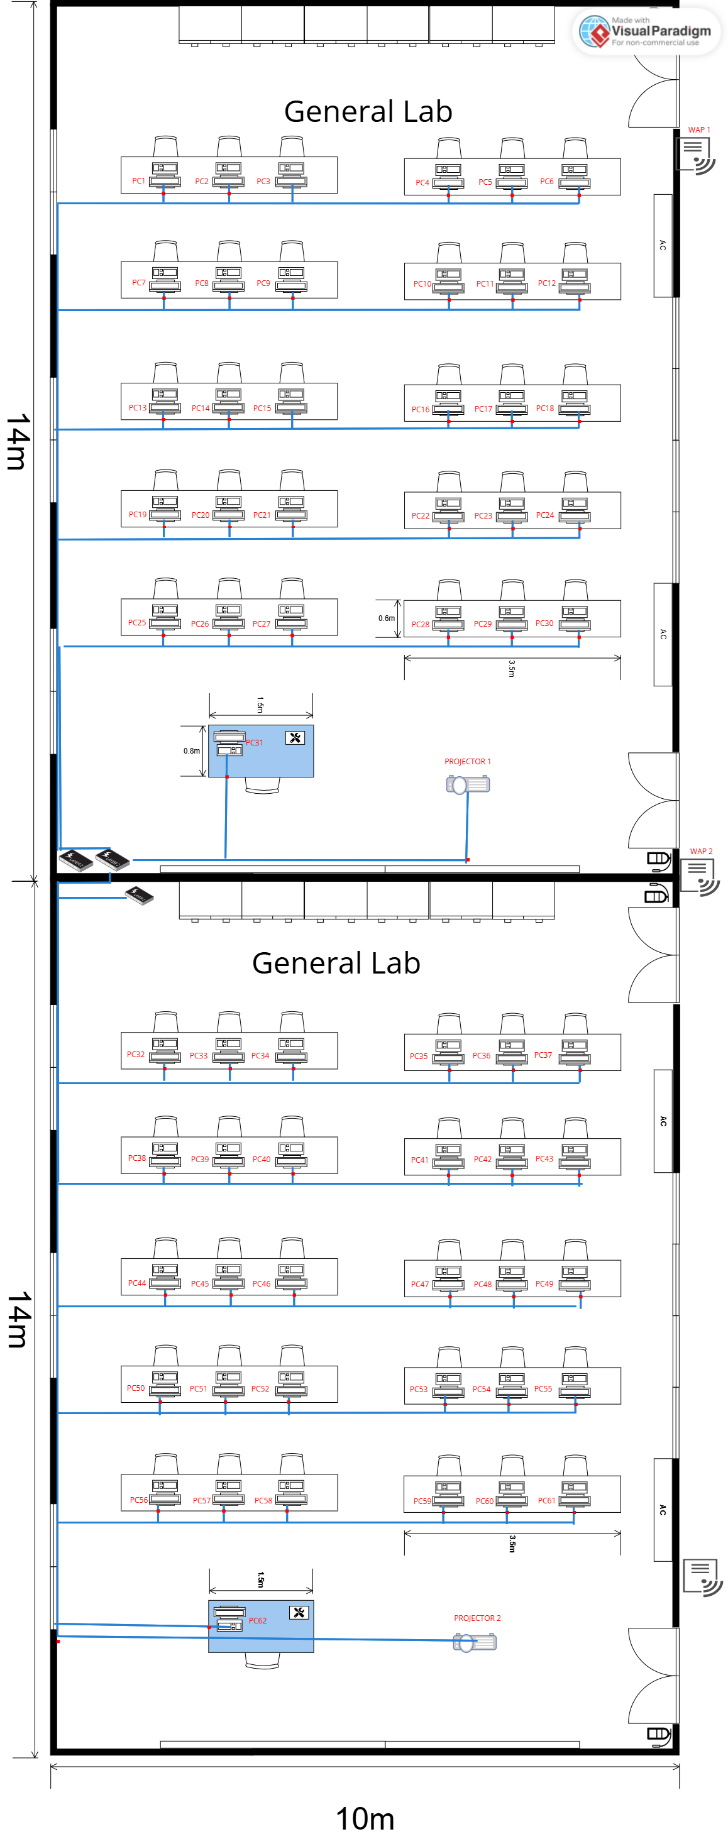 Made with
Visual Paradigm
For non-commercial use
General Lab
WAP 1
PC1 PC2 PC3 PC4 PC5 PC6
AC
PC7 PC8 PC9 PC10 PC11 PC12
PC13 PC14 PC15 PC16 PC17 PC18
14m
PC19 PC20 PC21 PC22 PC23 PC24
PC25 PC26 PC27 PC28 PC29 PC30
0.6m
AC
3.5m
1.5m
0.8m
PC31
PROJECTOR 1
WAP 2
General Lab
PC32 PC33 PC34 PC35 PC36 PC37
AC
PC38 PC39 PC40 PC41 PC42 PC43
PC44 PC45 PC46 PC47 PC48 PC49
14m
PC50 PC51 PC52 PC53 PC54 PC55
PC56 PC57 PC58 PC59 PC60 PC61
AC
3.5m
1.5m
PC62
PROJECTOR 2
10m